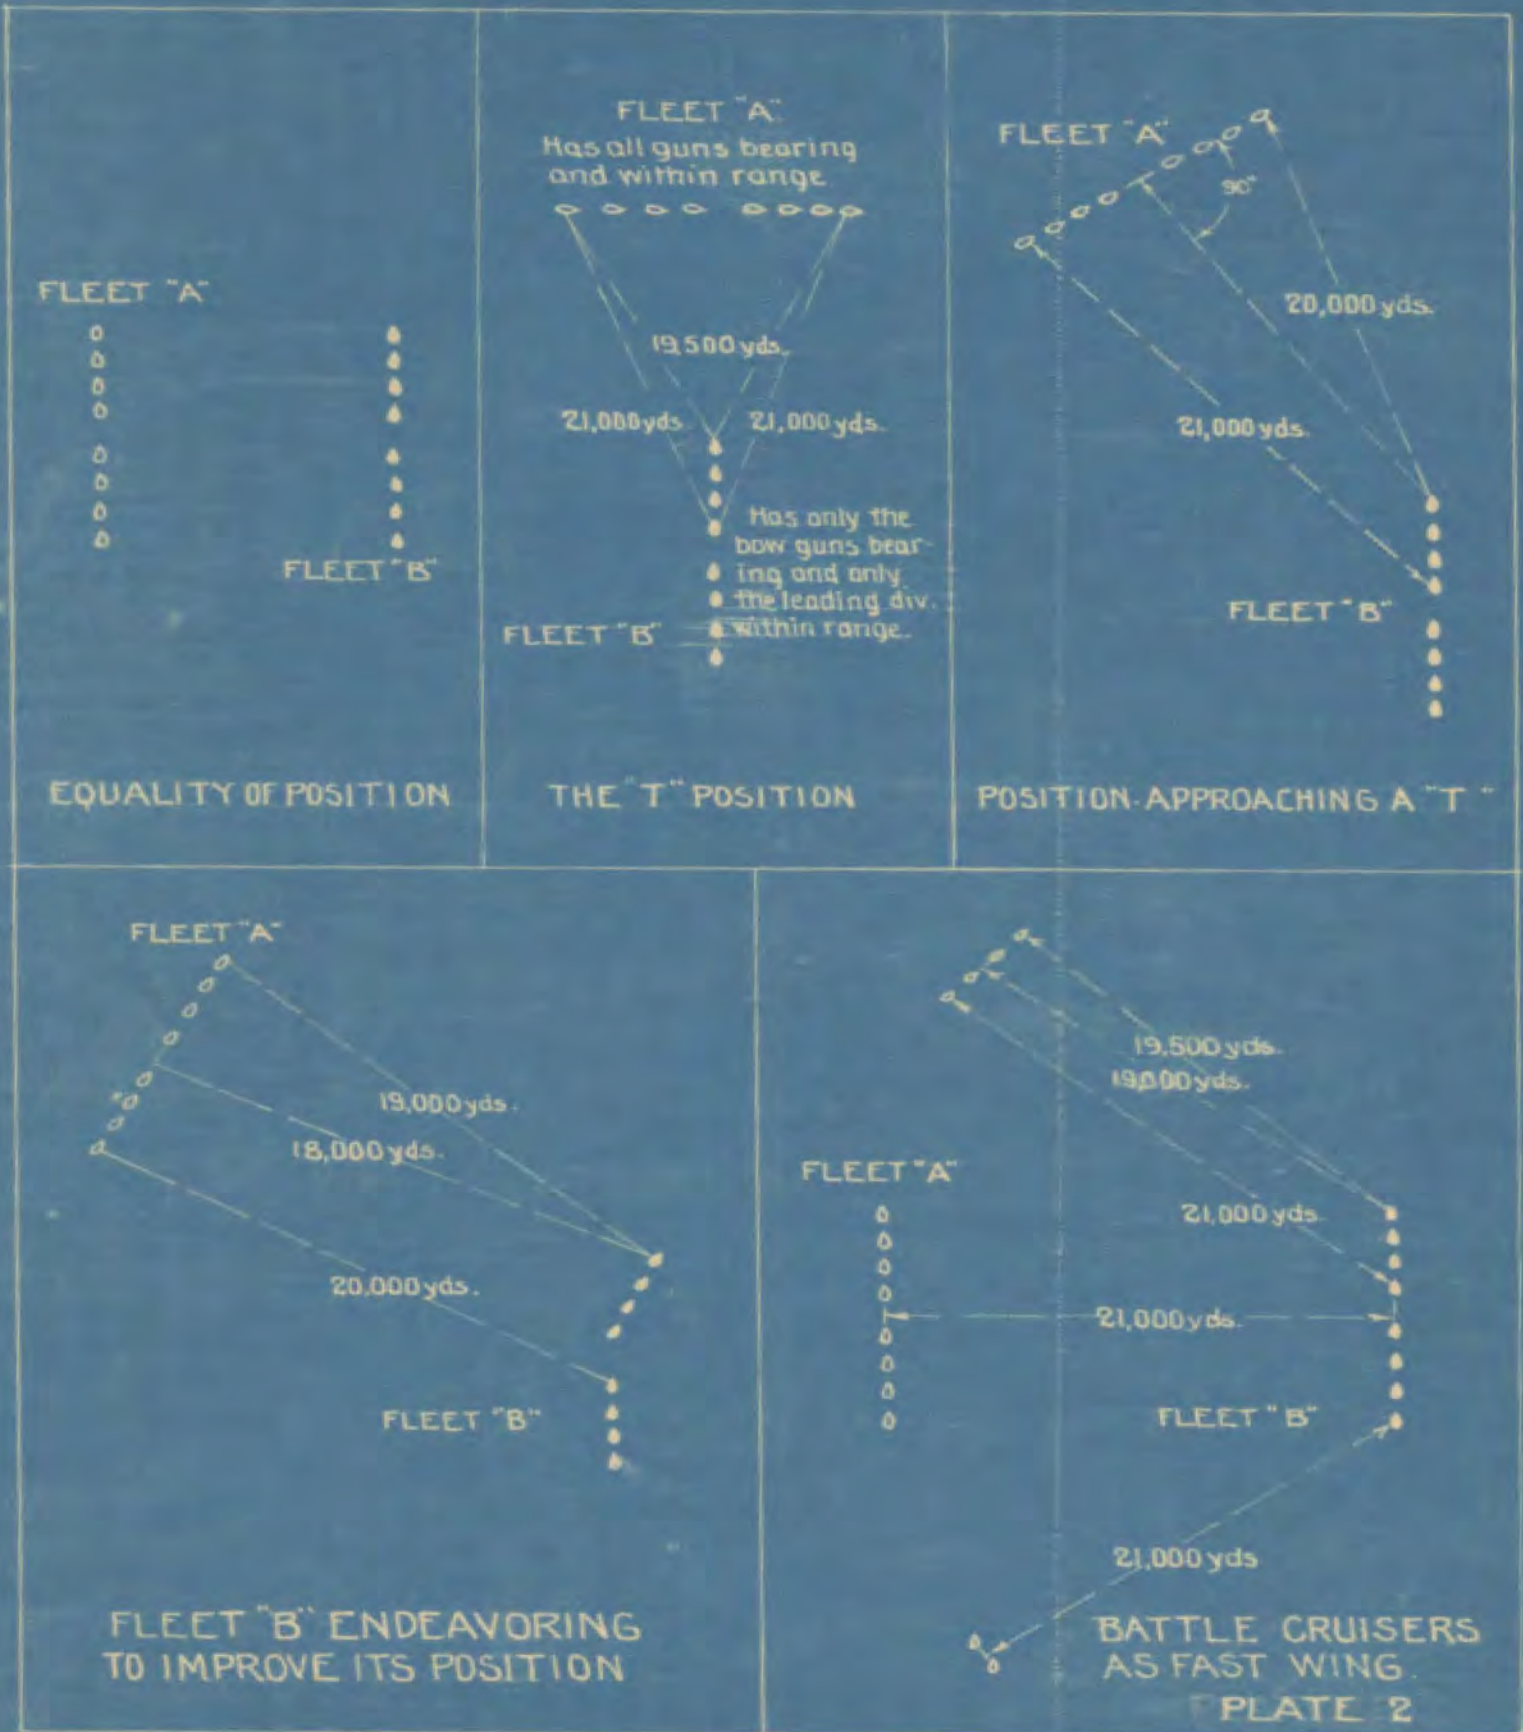 FLEET "A"
FLEET "B"
EQUALITY OF POSITION
FLEET "A"
Has all guns bearing
and within range
19,500 yds.
21,000 yds.
21,000 yds.
Has only the
bow guns bear-
ing and only
the leading div.
within range.
FLEET "B"
THE "T" POSITION
FLEET "A"
90°
20,000 yds.
21,000 yds.
FLEET "B"
POSITION APPROACHING A "T"
FLEET "A"
19,000 yds.
18,000 yds.
20,000 yds.
FLEET "B"
FLEET "B" ENDEAVORING
TO IMPROVE ITS POSITION
19,500 yds.
19,000 yds.
FLEET "A"
21,000 yds.
21,000 yds.
FLEET "B"
21,000 yds
BATTLE CRUISERS
AS FAST WING.
PLATE 2